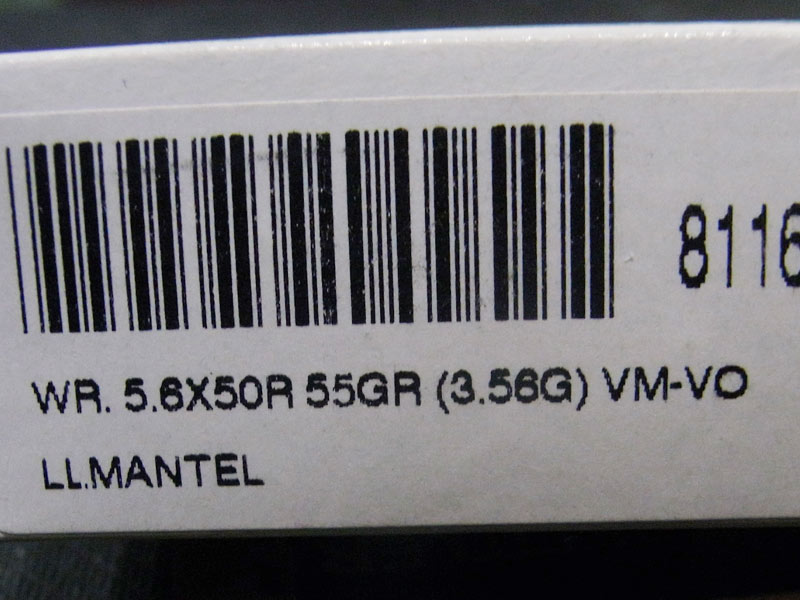 8116
WR. 5.6X50R 55GR (3.56G) VM-VO
LL.MANTEL